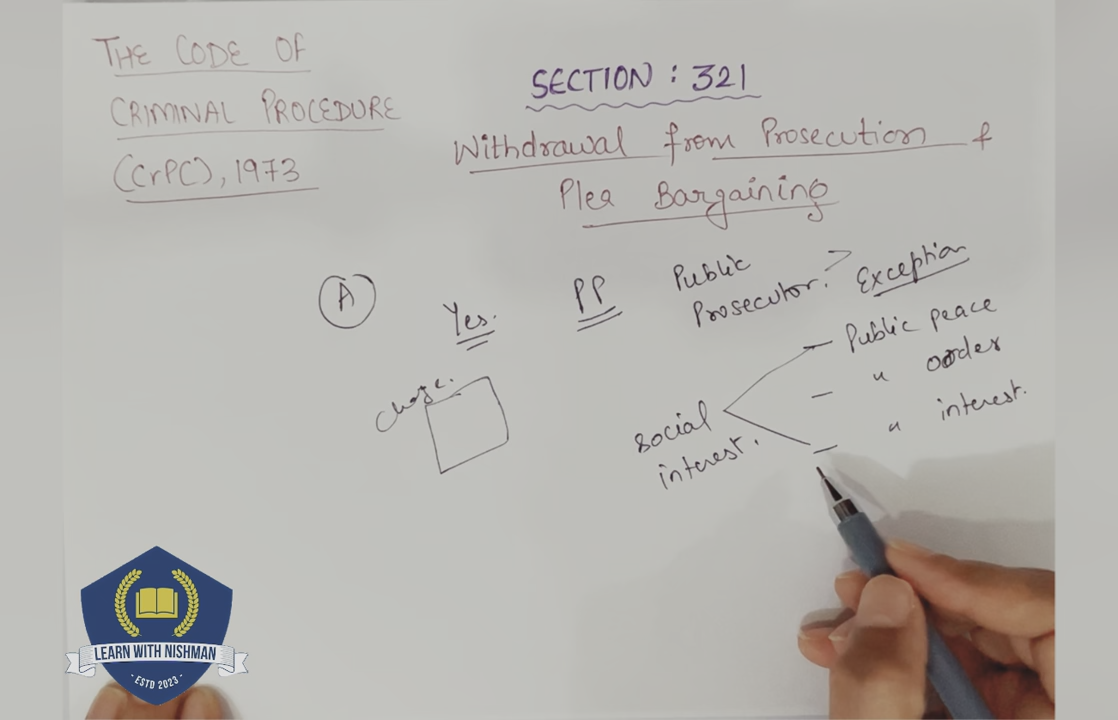 THE CODE OF
CRIMINAL PROCEDURE
(CrPC), 1973
SECTION : 321
Withdrawal from Prosecution &
Plea Bargaining
A
Yes.
PP
Public
Prosecutor.
Exception
Public peace
" order
" interest.
social
interest.
LEARN WITH NISHMAN
- ESTD 2023 -